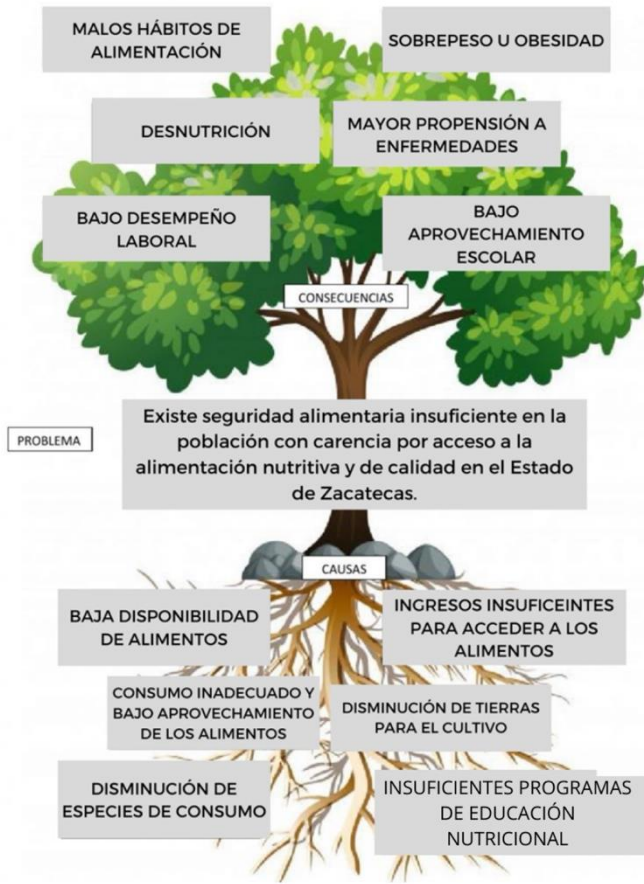 MALOS HÁBITOS DE
ALIMENTACIÓN
SOBREPESO U OBESIDAD
DESNUTRICIÓN
MAYOR PROPENSIÓN A
ENFERMEDADES
BAJO DESEMPEÑO
LABORAL
BAJO
APROVECHAMIENTO
ESCOLAR
CONSECUENCIAS
PROBLEMA
Existe seguridad alimentaria insuficiente en la
población con carencia por acceso a la
alimentación nutritiva y de calidad en el Estado
de Zacatecas.
CAUSAS
BAJA DISPONIBILIDAD
DE ALIMENTOS
INGRESOS INSUFICEINTES
PARA ACCEDER A LOS
ALIMENTOS
CONSUMO INADECUADO Y
BAJO APROVECHAMIENTO
DE LOS ALIMENTOS
DISMINUCIÓN DE TIERRAS
PARA EL CULTIVO
DISMINUCIÓN DE
ESPECIES DE CONSUMO
INSUFICIENTES PROGRAMAS
DE EDUCACIÓN
NUTRICIONAL